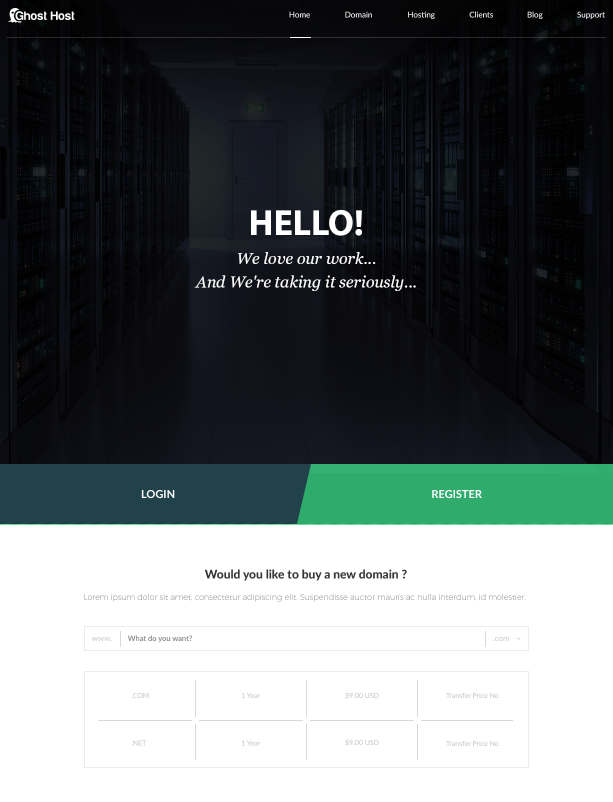 Ghost Host
Home Domain Hosting Clients Blog Support
HELLO!
We love our work...
And We're taking it seriously...
LOGIN REGISTER
Would you like to buy a new domain ?
Lorem ipsum dolor sit amet, consectetur adipiscing elit. Suspendisse auctor mauris ac nulla interdum, id molestier.
www. What do you want? .com
.COM 1 Year $9.00 USD Transfer Price No
.NET 1 Year $9.00 USD Transfer Price No